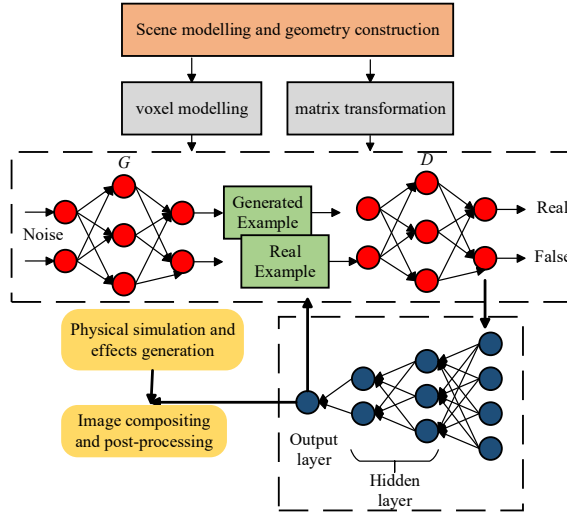 Scene modelling and geometry construction
voxel modelling
matrix transformation
G
D
Noise
Generated
Example
Real
Example
Real
False
Physical simulation and
effects generation
Image compositing
and post-processing
Output
layer
Hidden
layer